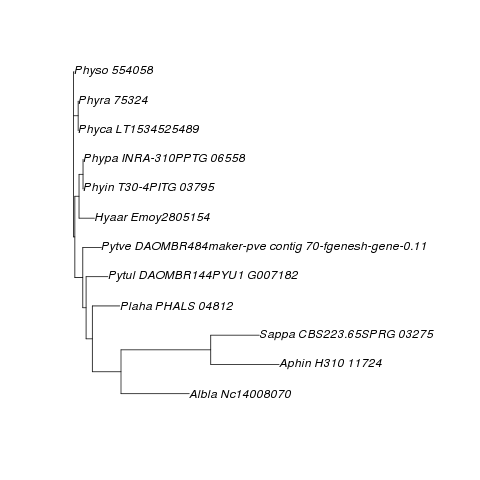 Physo 554058
Phyra 75324
Phyca LT1534525489
Phypa INRA-310PPTG 06558
Phyin T30-4PITG 03795
Hyaar Emoy2805154
Pytve DAOMBR484maker-pve contig 70-fgenesh-gene-0.11
Pytul DAOMBR144PYU1 G007182
Plaha PHALS 04812
Sappa CBS223.65SPRG 03275
Aphin H310 11724
Albla Nc14008070